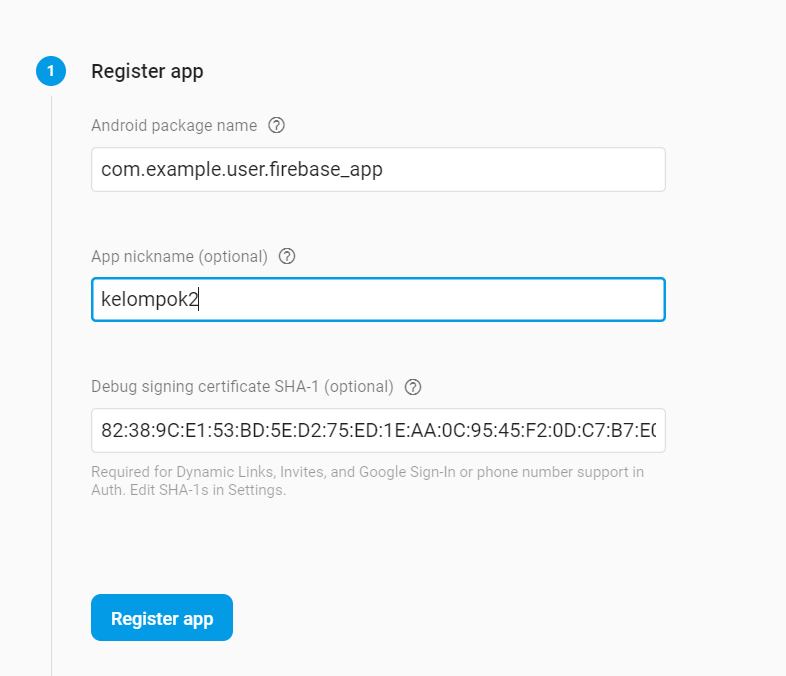 1 Register app
Android package name ?
com.example.user.firebase_app
App nickname (optional) ?
kelompok2
Debug signing certificate SHA-1 (optional) ?
82:38:9C:E1:53:BD:5E:D2:75:ED:1E:AA:0C:95:45:F2:0D:C7:B7:E0
Required for Dynamic Links, Invites, and Google Sign-In or phone number support in
Auth. Edit SHA-1s in Settings.
Register app